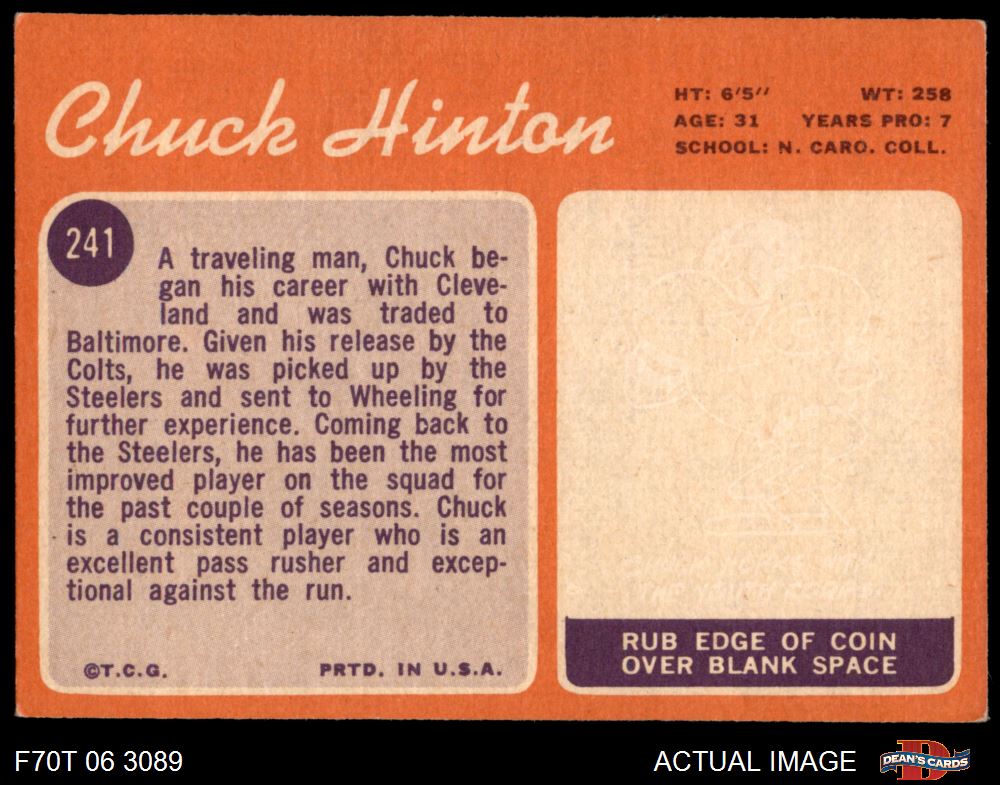 Chuck Hinton
HT: 6'5'' WT: 258
AGE: 31 YEARS PRO: 7
SCHOOL: N. CARO. COLL.
241
A traveling man, Chuck be-
gan his career with Cleve-
land and was traded to
Baltimore. Given his release by the
Colts, he was picked up by the
Steelers and sent to Wheeling for
further experience. Coming back to
the Steelers, he has been the most
improved player on the squad for
the past couple of seasons. Chuck
is a consistent player who is an
excellent pass rusher and excep-
tional against the run.
©T.C.G. PRTD. IN U.S.A.
RUB EDGE OF COIN
OVER BLANK SPACE
F70T 06 3089
ACTUAL IMAGE
DEAN'S CARDS